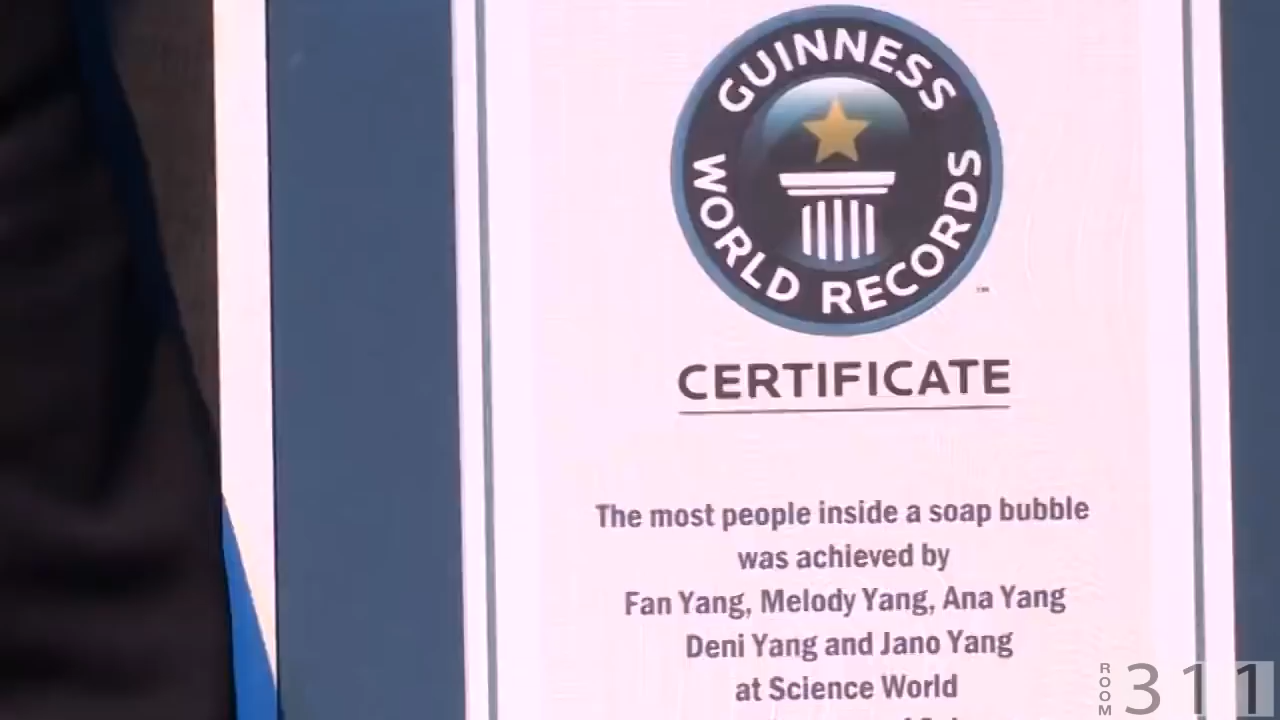 GUINNESS
WORLD RECORDS
™
CERTIFICATE
The most people inside a soap bubble
was achieved by
Fan Yang, Melody Yang, Ana Yang
Deni Yang and Jano Yang
at Science World
ROOM 311